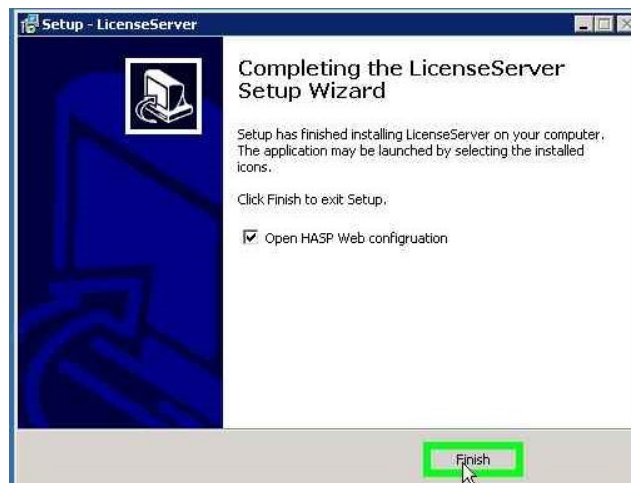 Setup - LicenseServer
Completing the LicenseServer
Setup Wizard
Setup has finished installing LicenseServer on your computer.
The application may be launched by selecting the installed
icons.
Click Finish to exit Setup.
Open HASP Web configruation
Finish